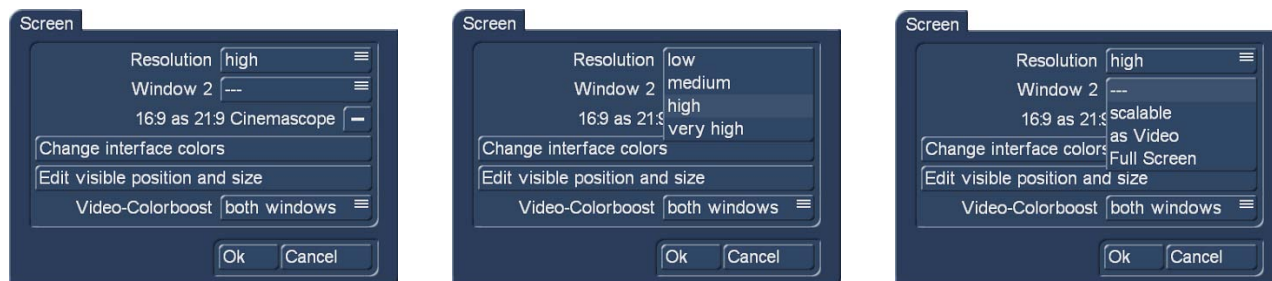 Screen
Resolution high
Window 2 ---
16:9 as 21:9 Cinemascope
Change interface colors
Edit visible position and size
Video-Colorboost both windows
Ok Cancel
Screen
Resolution low
medium
Window 2
high
16:9 as 21:9
very high
Change interface colors
Edit visible position and size
Video-Colorboost both windows
Ok Cancel
Screen
Resolution high
Window 2 ---
scalable
16:9 as 21:9
as Video
Change interface colors
Full Screen
Edit visible position and size
Video-Colorboost both windows
Ok Cancel